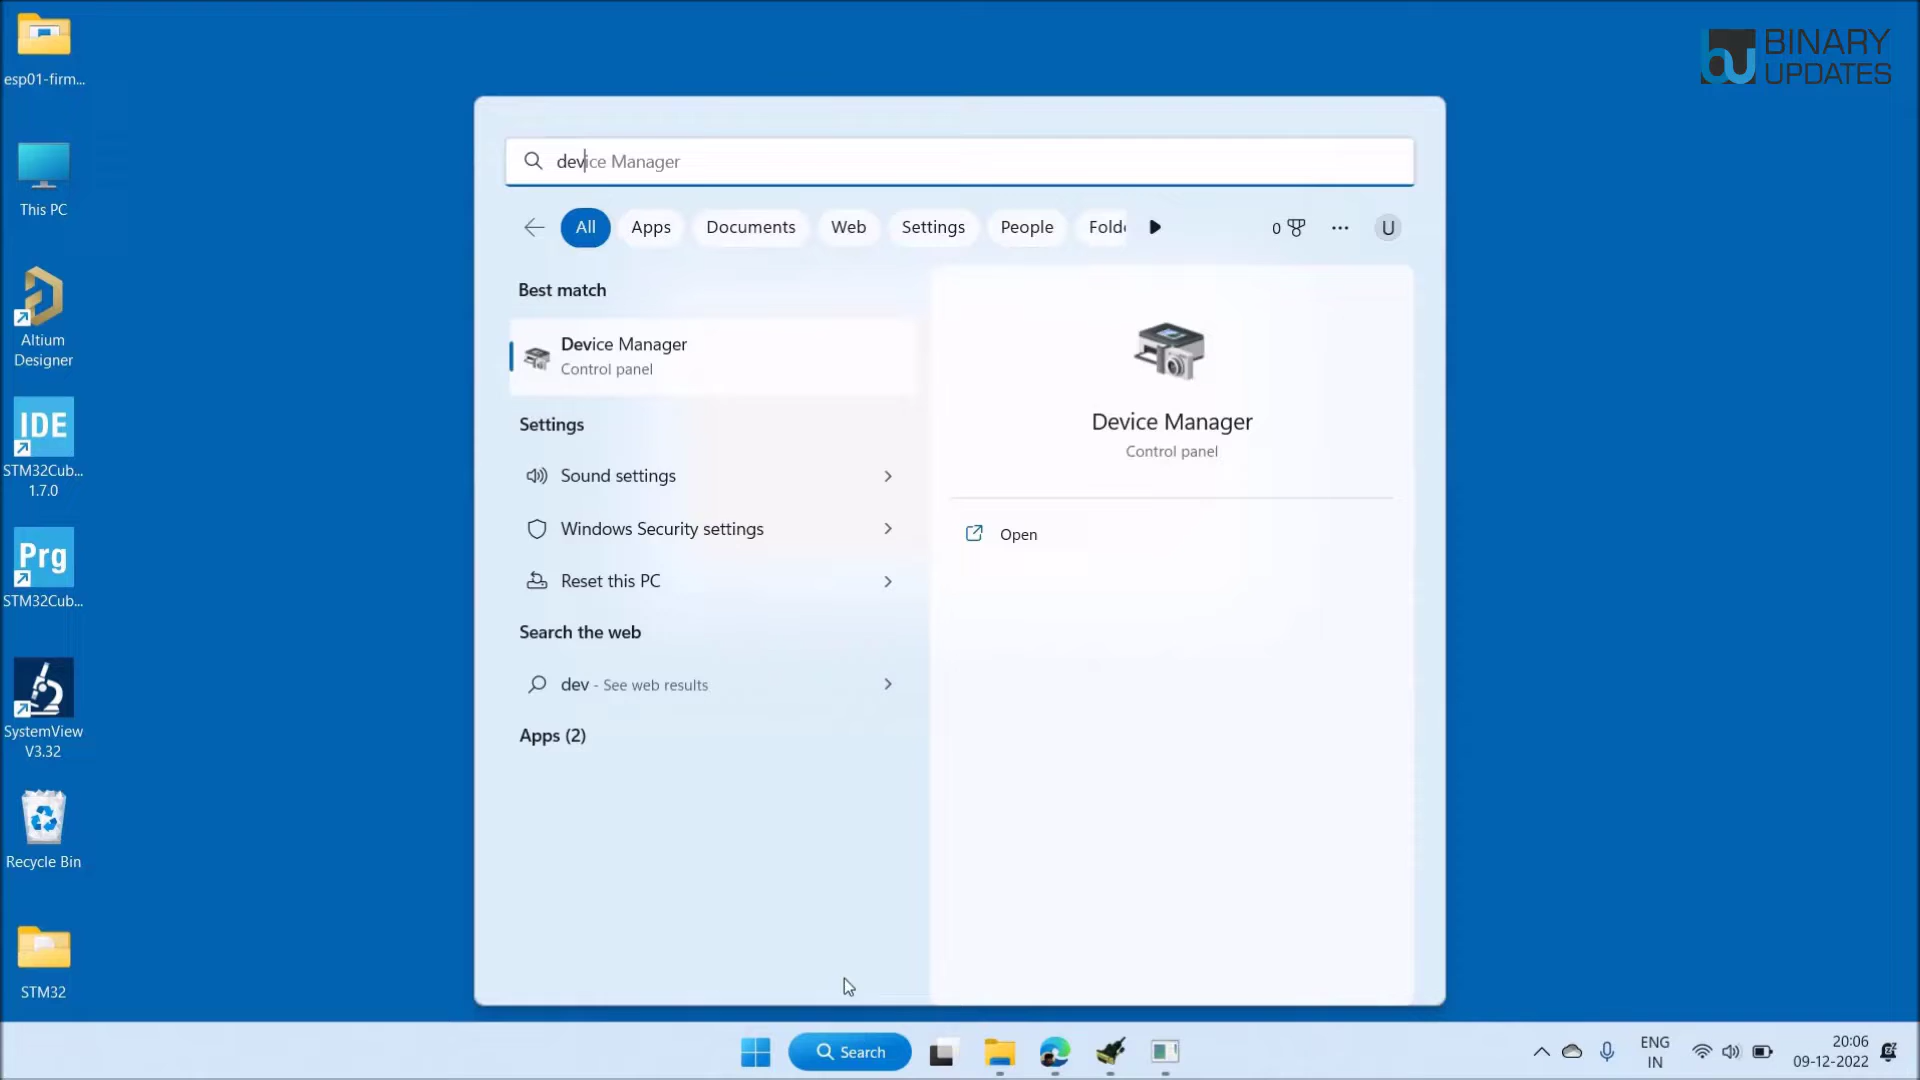 esp01-firm...
This PC
Altium
Designer
IDE
STM32Cub...
1.7.0
Prg
STM32Cub...
SystemView
V3.32
Recycle Bin
STM32
BINARY
UPDATES
device Manager
All
Apps
Documents
Web
Settings
People
Folde
0
U
Best match
Device Manager
Control panel
Settings
Sound settings
Windows Security settings
Reset this PC
Search the web
dev - See web results
Apps (2)
Device Manager
Control panel
Open
Search
ENG
IN
20:06
09-12-2022